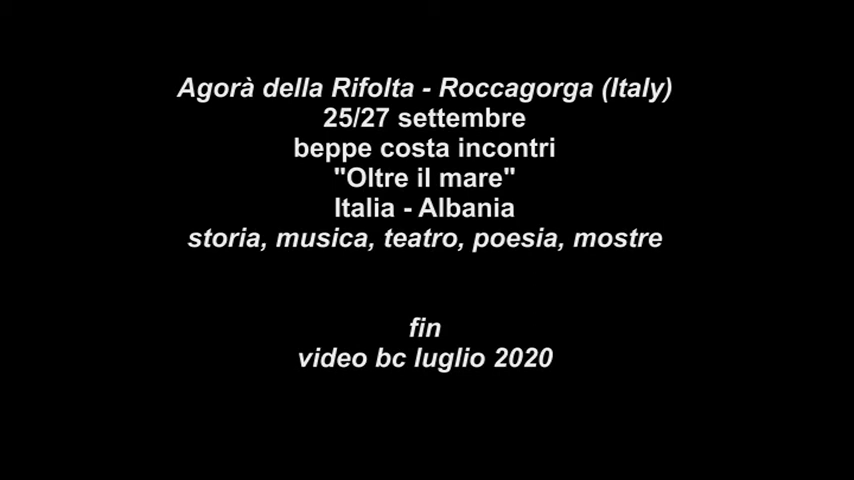 Agorà della Rifolta - Roccagorga (Italy)
25/27 settembre
beppe costa incontri
"Oltre il mare"
Italia - Albania
storia, musica, teatro, poesia, mostre
fin
video bc luglio 2020